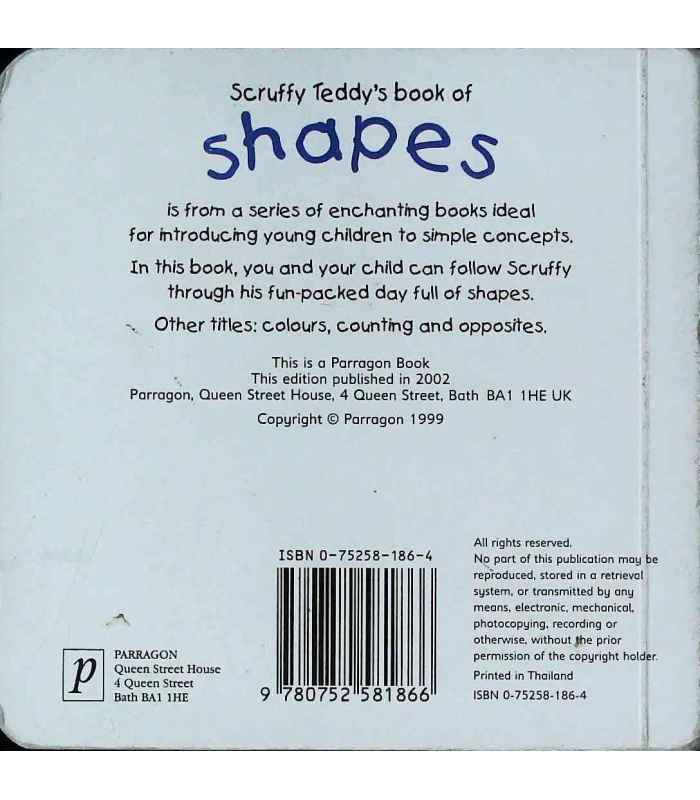 Scruffy Teddy's book of
shapes
is from a series of enchanting books ideal
for introducing young children to simple concepts.
In this book, you and your child can follow Scruffy
through his fun-packed day full of shapes.
Other titles: colours, counting and opposites.
This is a Parragon Book
This edition published in 2002
Parragon, Queen Street House, 4 Queen Street, Bath BA1 1HE UK
Copyright © Parragon 1999
ISBN 0-75258-186-4
9 780752 581866
All rights reserved.
No part of this publication may be
reproduced, stored in a retrieval
system, or transmitted by any
means, electronic, mechanical,
photocopying, recording or
otherwise, without the prior
permission of the copyright holder.
Printed in Thailand
ISBN 0-75258-186-4
p
PARRAGON
Queen Street House
4 Queen Street
Bath BA1 1HE